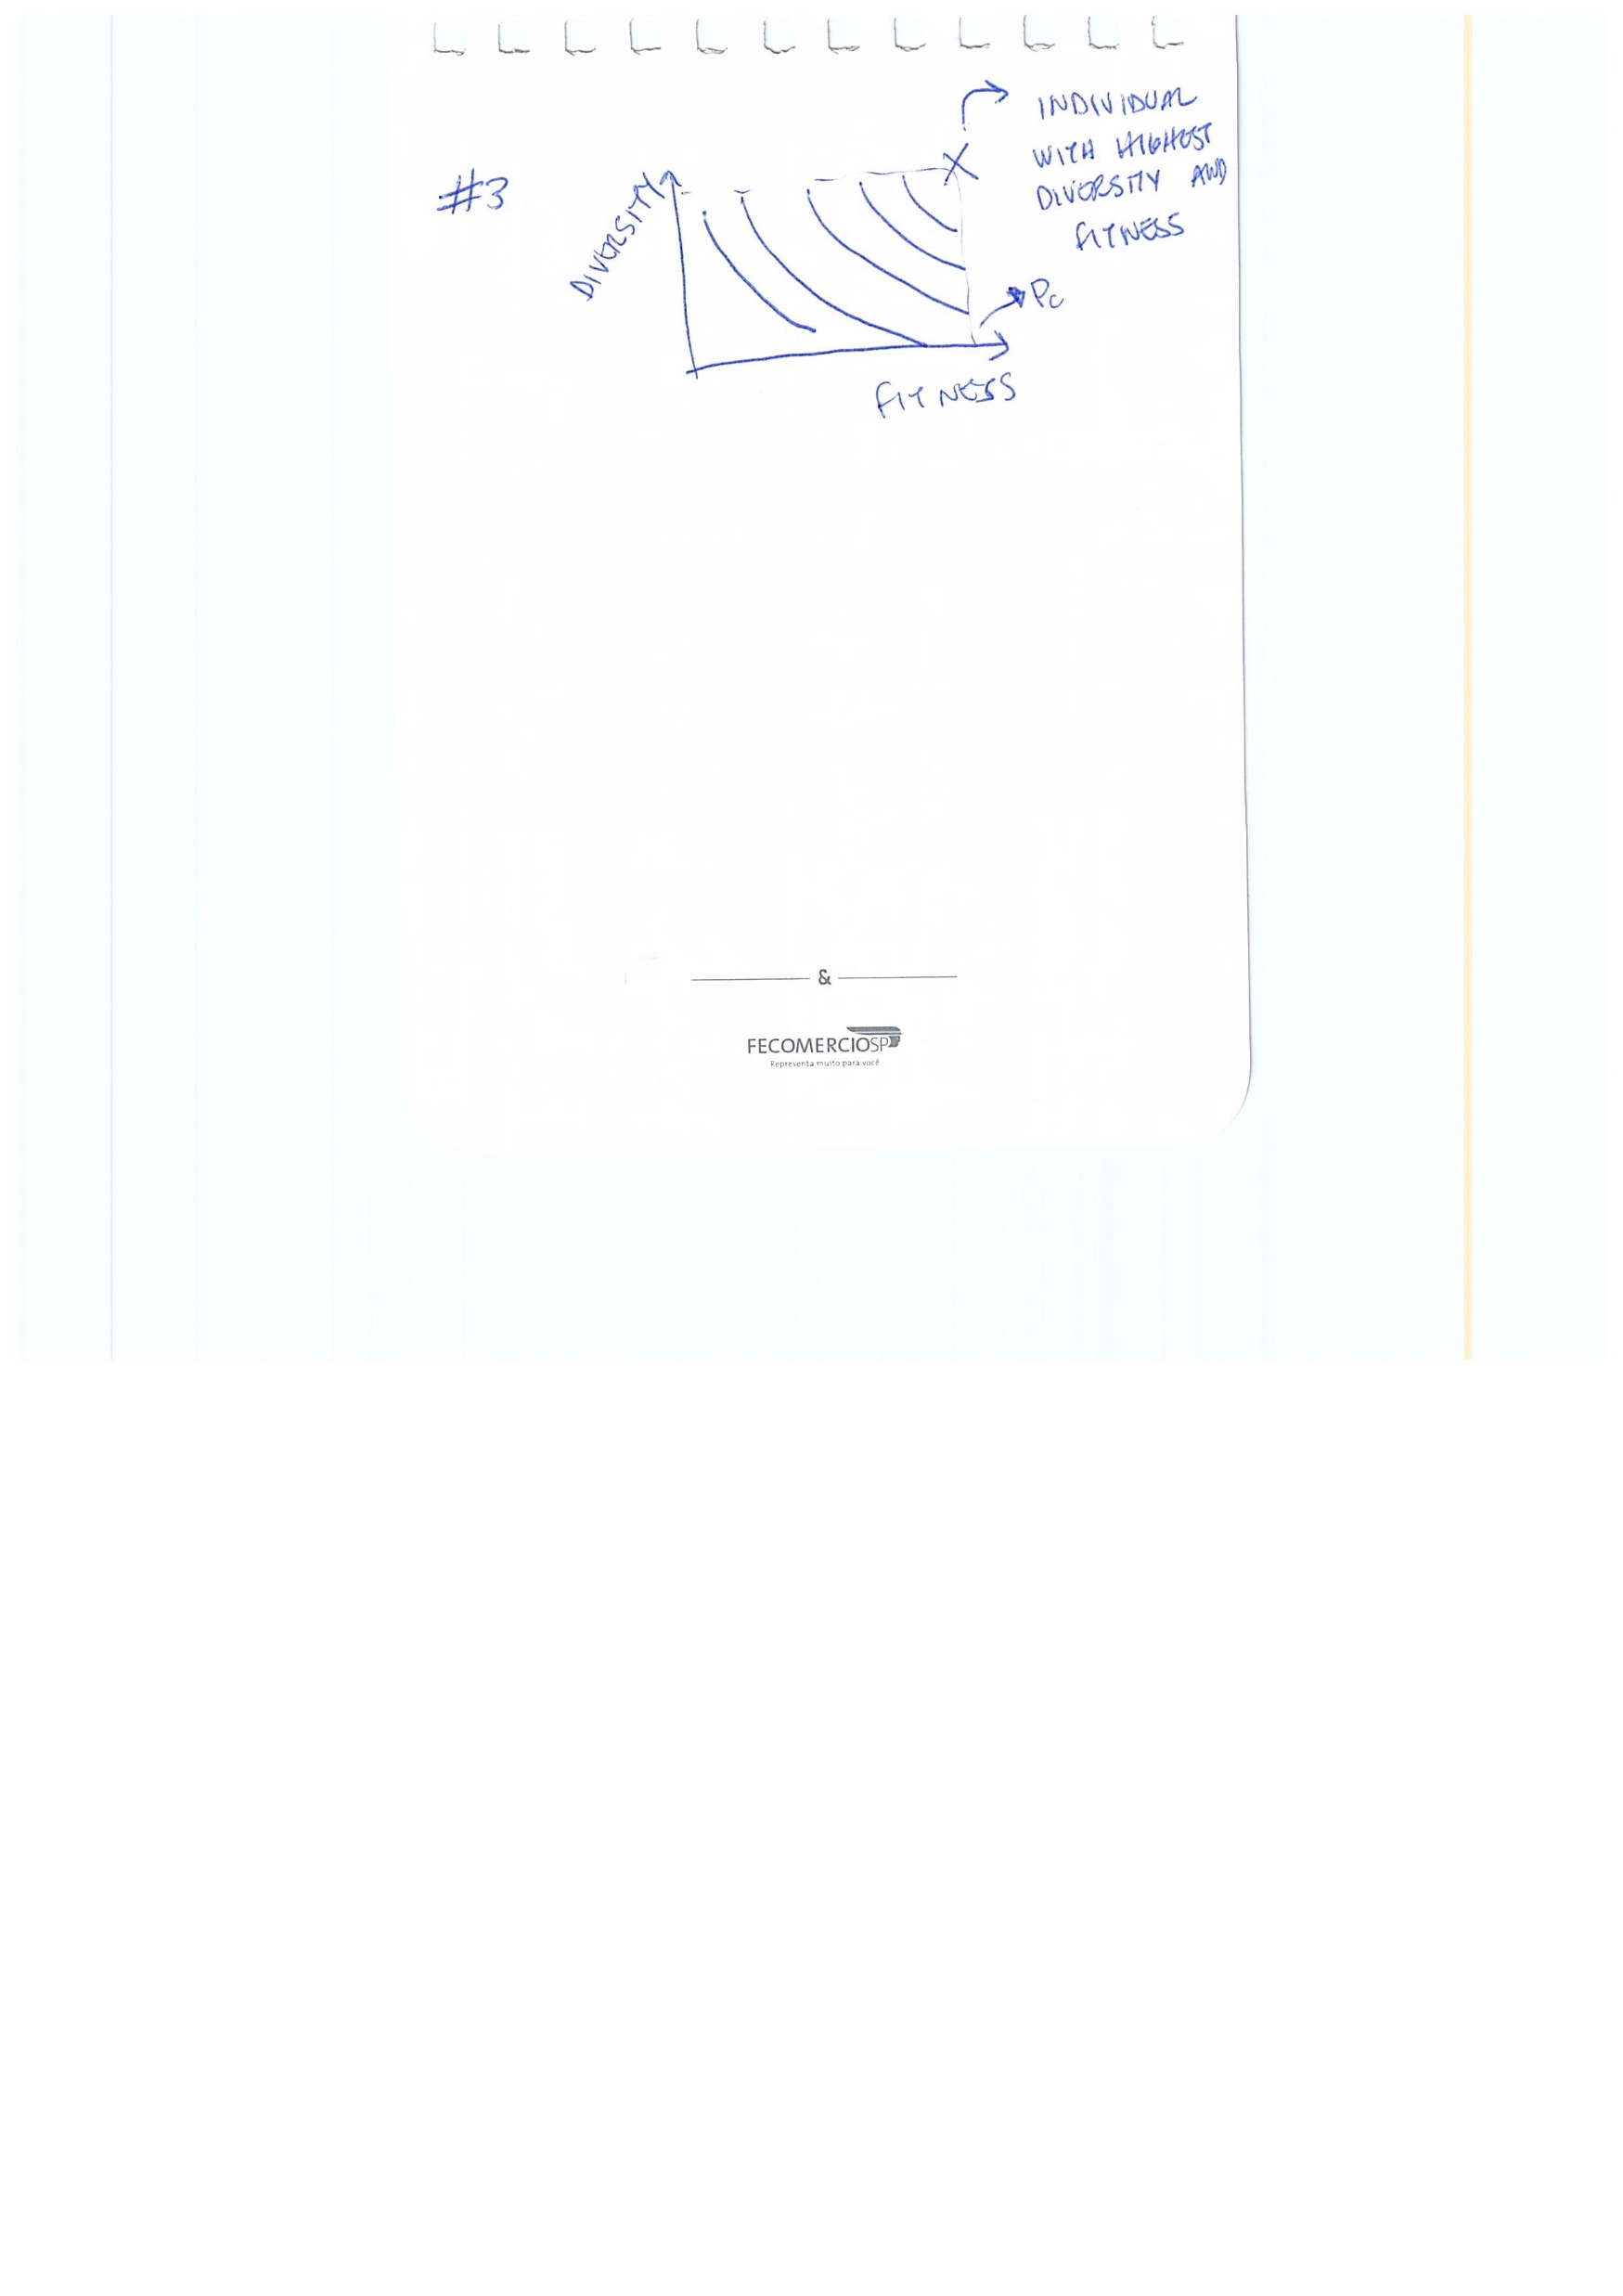 INDIVIDUAL
WITH HIGHEST
DIVERSITY AND
FITNESS
#3
DIVERSITY
Pc
FITNESS
&
FECOMERCIOSP
Representa muito para você